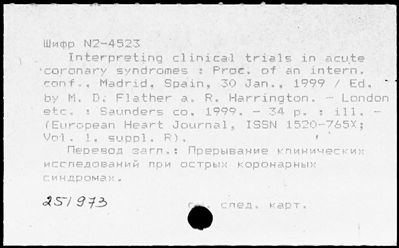 Шифр N2-4523
Interpreting clinical trials in acute
coronary syndromes : Proc. of an intern.
conf., Madrid, Spain, 30 Jan., 1999 / Ed.
by M. D. Flather a. R. Harrington. - London
etc. : Saunders co, 1999. - 34 p. : ill. -
(European Heart Journal, ISSN 1520-765X;
Vol. 1, suppl. R).
Перевод загл.: Прерывание клинических
исследований при острых коронарных
синдромах.
251973
см. след. карт.